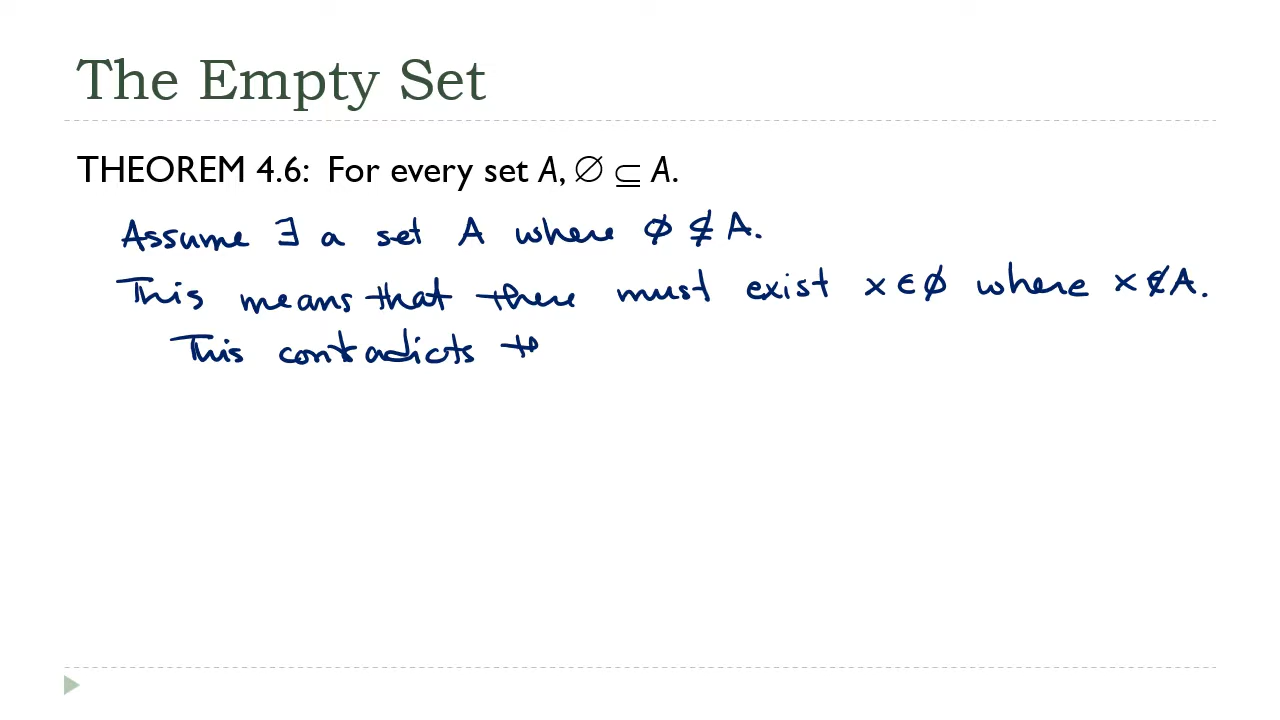 The Empty Set
THEOREM 4.6: For every set A, ∅ ⊆ A.
Assume ∃ a set A where ϕ ⊈ A.
This means that there must exist x ∈ ϕ where x ∉ A.
This contradicts th